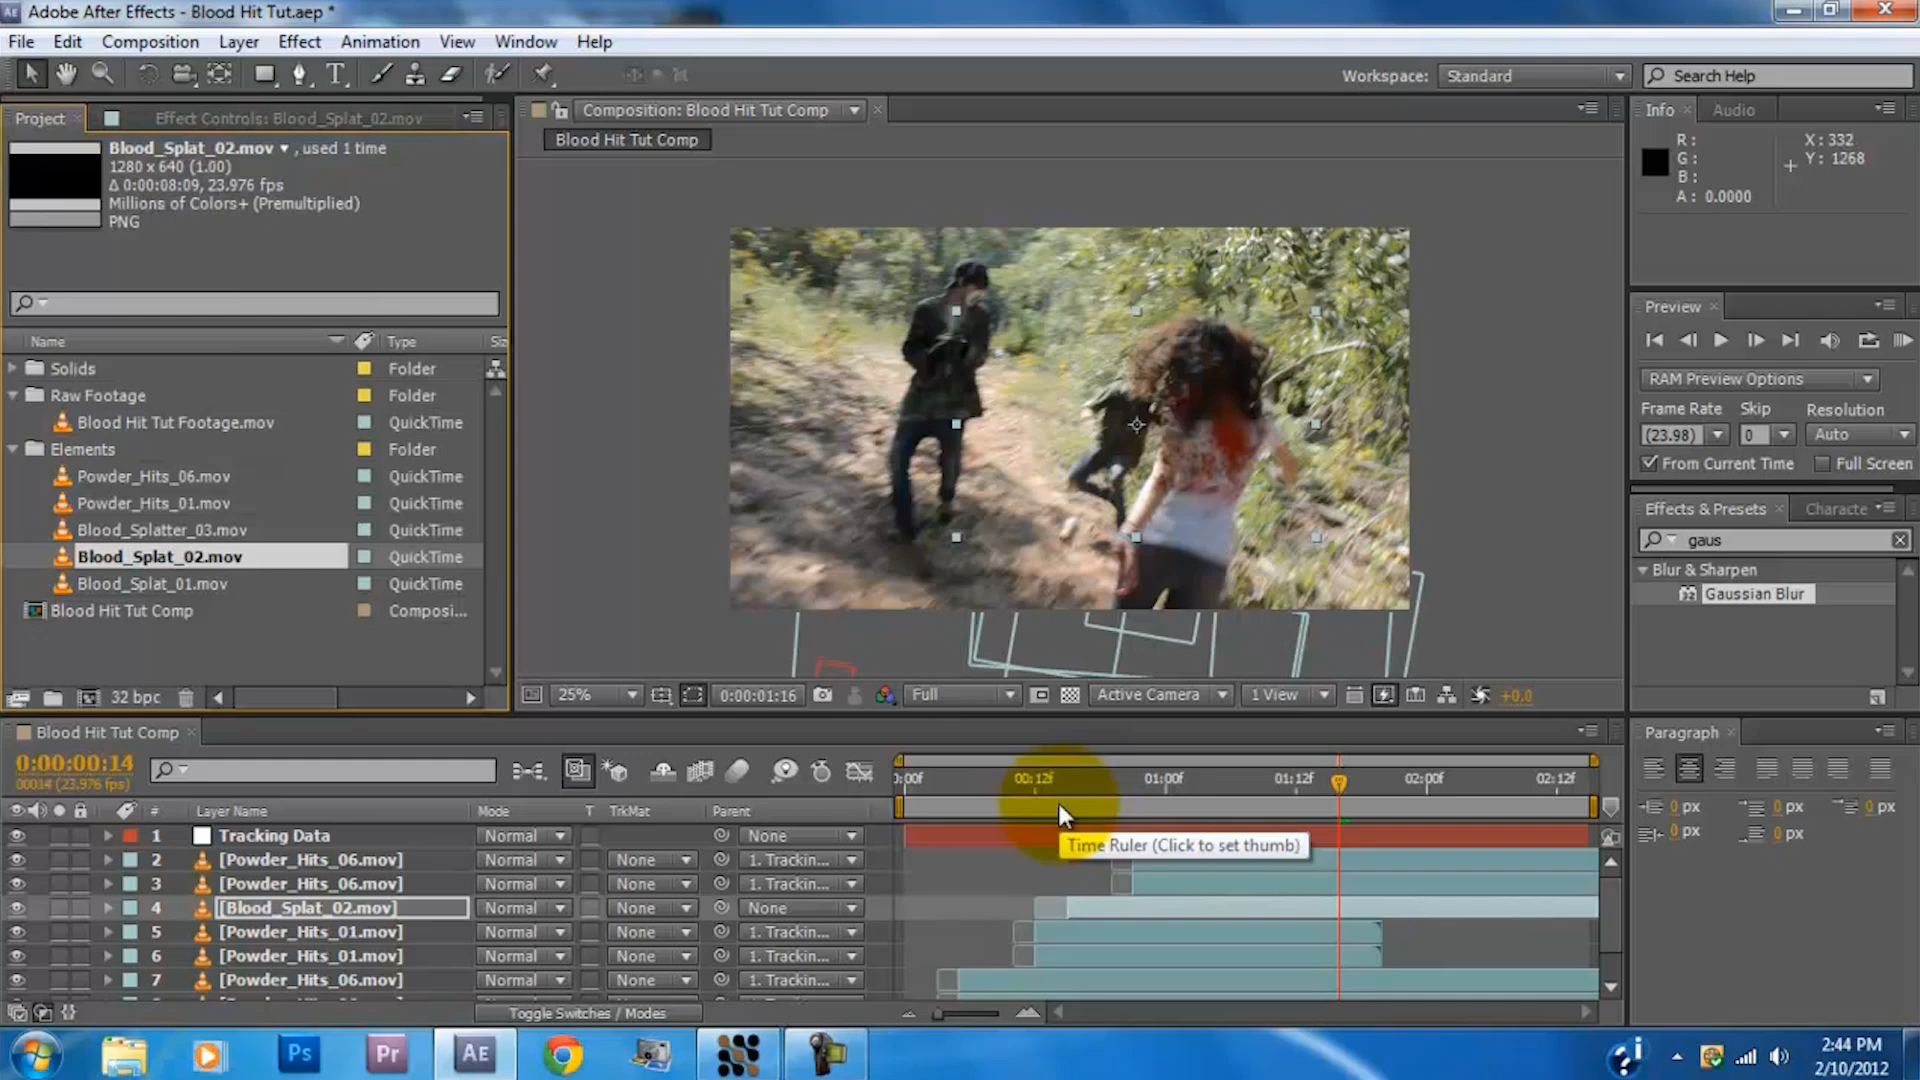 Adobe After Effects - Blood Hit Tut.aep *
File Edit Composition Layer Effect Animation View Window Help
Workspace: Standard Search Help
Project Effect Controls: Blood_Splat_02.mov
Blood_Splat_02.mov , used 1 time
1280 x 640 (1.00)
Δ 0:00:08:09, 23.976 fps
Millions of Colors+ (Premultiplied)
PNG
Name Type Siz
Solids Folder
Raw Footage Folder
Blood Hit Tut Footage.mov QuickTime
Elements Folder
Powder_Hits_06.mov QuickTime
Powder_Hits_01.mov QuickTime
Blood_Splatter_03.mov QuickTime
Blood_Splat_02.mov QuickTime
Blood_Splat_01.mov QuickTime
Blood Hit Tut Comp Composi...
32 bpc
Composition: Blood Hit Tut Comp
Blood Hit Tut Comp
25% 0:00:01:16 Full Active Camera 1 View +0.0
Info Audio
R: X: 332
G: Y: 1268
B:
A: 0.0000
Preview
RAM Preview Options
Frame Rate Skip Resolution
(23.98) 0 Auto
From Current Time Full Screen
Effects & Presets Characte
gaus
Blur & Sharpen
32 Gaussian Blur
Paragraph
0 px 0 px 0 px
0 px 0 px
Blood Hit Tut Comp
0:00:00:14
00014 (23.976 fps)
0:00f 00:12f 01:00f 01:12f 02:00f 02:12f
# Layer Name Mode T TrkMat Parent
1 Tracking Data Normal None
Time Ruler (Click to set thumb)
2 [Powder_Hits_06.mov] Normal None 1. Trackin...
3 [Powder_Hits_06.mov] Normal None 1. Trackin...
4 [Blood_Splat_02.mov] Normal None None
5 [Powder_Hits_01.mov] Normal None 1. Trackin...
6 [Powder_Hits_01.mov] Normal None 1. Trackin...
7 [Powder_Hits_06.mov] Normal None 1. Trackin...
Toggle Switches / Modes
Ps Pr AE
2:44 PM
2/10/2012